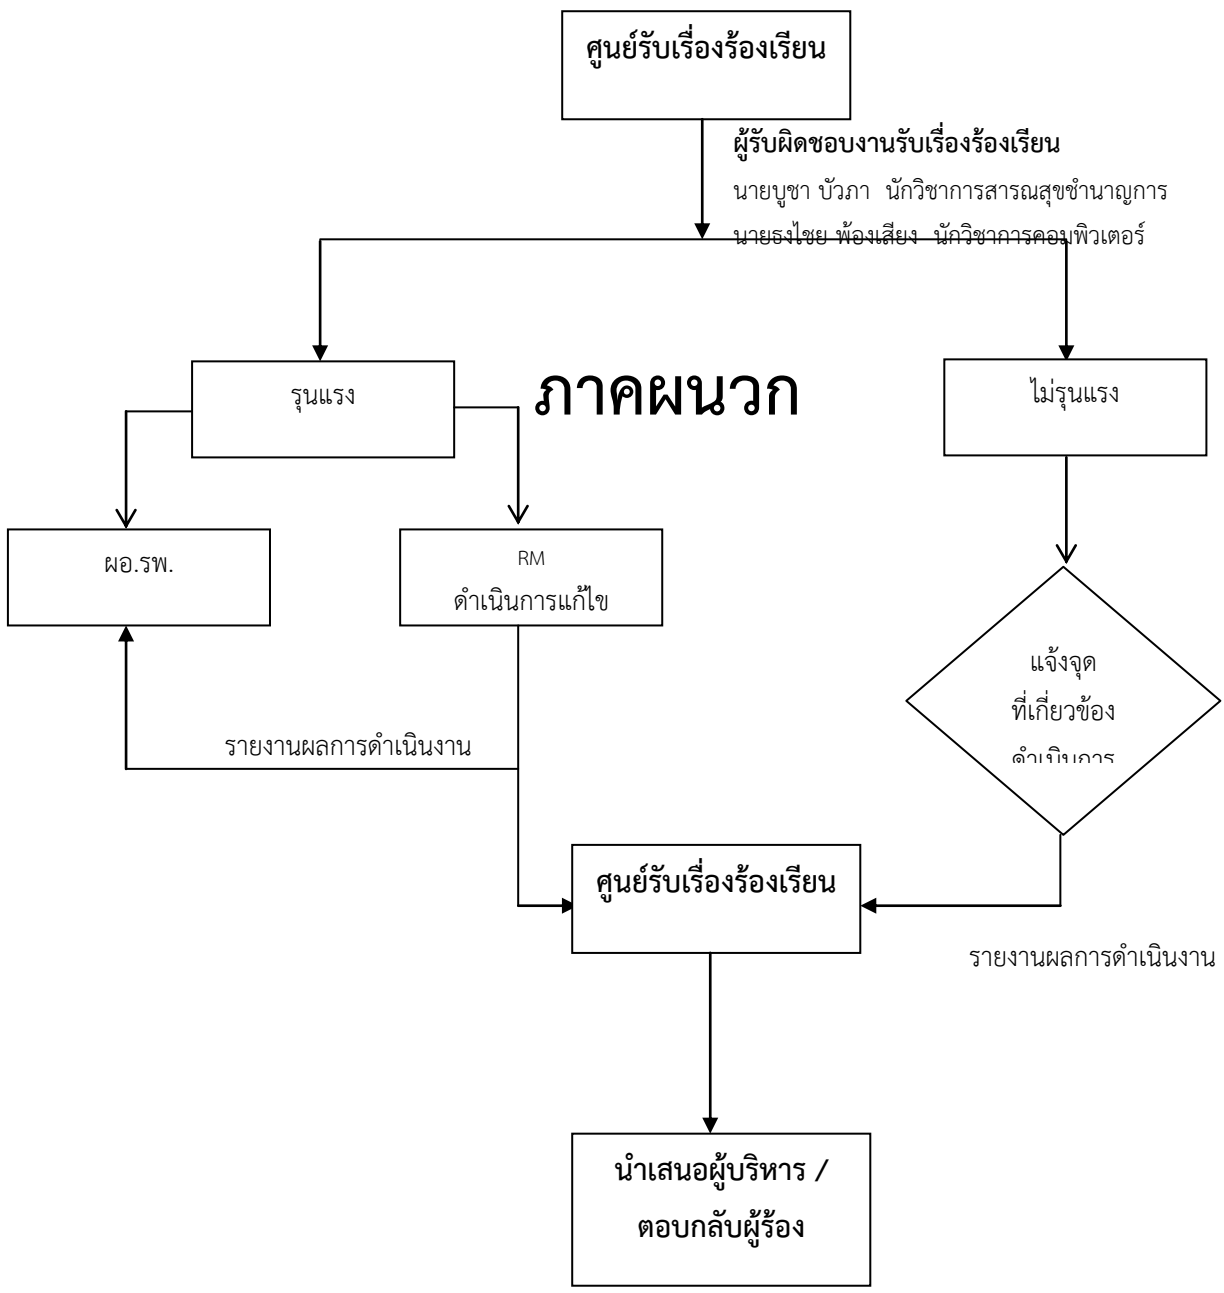 ศูนย์รับเรื่องร้องเรียน
ผู้รับผิดชอบงานรับเรื่องร้องเรียน
นายบูชา บัวภา นักวิชาการสารณสุขชำนาญการ
นายธงไชย พ้องเสียง นักวิชาการคอมพิวเตอร์
รุนแรง
ภาคผนวก
ไม่รุนแรง
ผอ.รพ.
RM
ดำเนินการแก้ไข
แจ้งจุด
ที่เกี่ยวข้อง
ดำเนินการ
รายงานผลการดำเนินงาน
ศูนย์รับเรื่องร้องเรียน
รายงานผลการดำเนินงาน
นำเสนอผู้บริหาร /
ตอบกลับผู้ร้อง